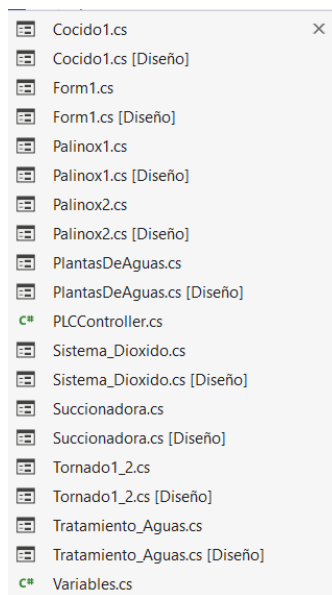 Cocido1.cs
Cocido1.cs [Diseño]
Form1.cs
Form1.cs [Diseño]
Palinox1.cs
Palinox1.cs [Diseño]
Palinox2.cs
Palinox2.cs [Diseño]
PlantasDeAguas.cs
PlantasDeAguas.cs [Diseño]
C# PLCController.cs
Sistema_Dioxido.cs
Sistema_Dioxido.cs [Diseño]
Succionadora.cs
Succionadora.cs [Diseño]
Tornado1_2.cs
Tornado1_2.cs [Diseño]
Tratamiento_Aguas.cs
Tratamiento_Aguas.cs [Diseño]
C# Variables.cs